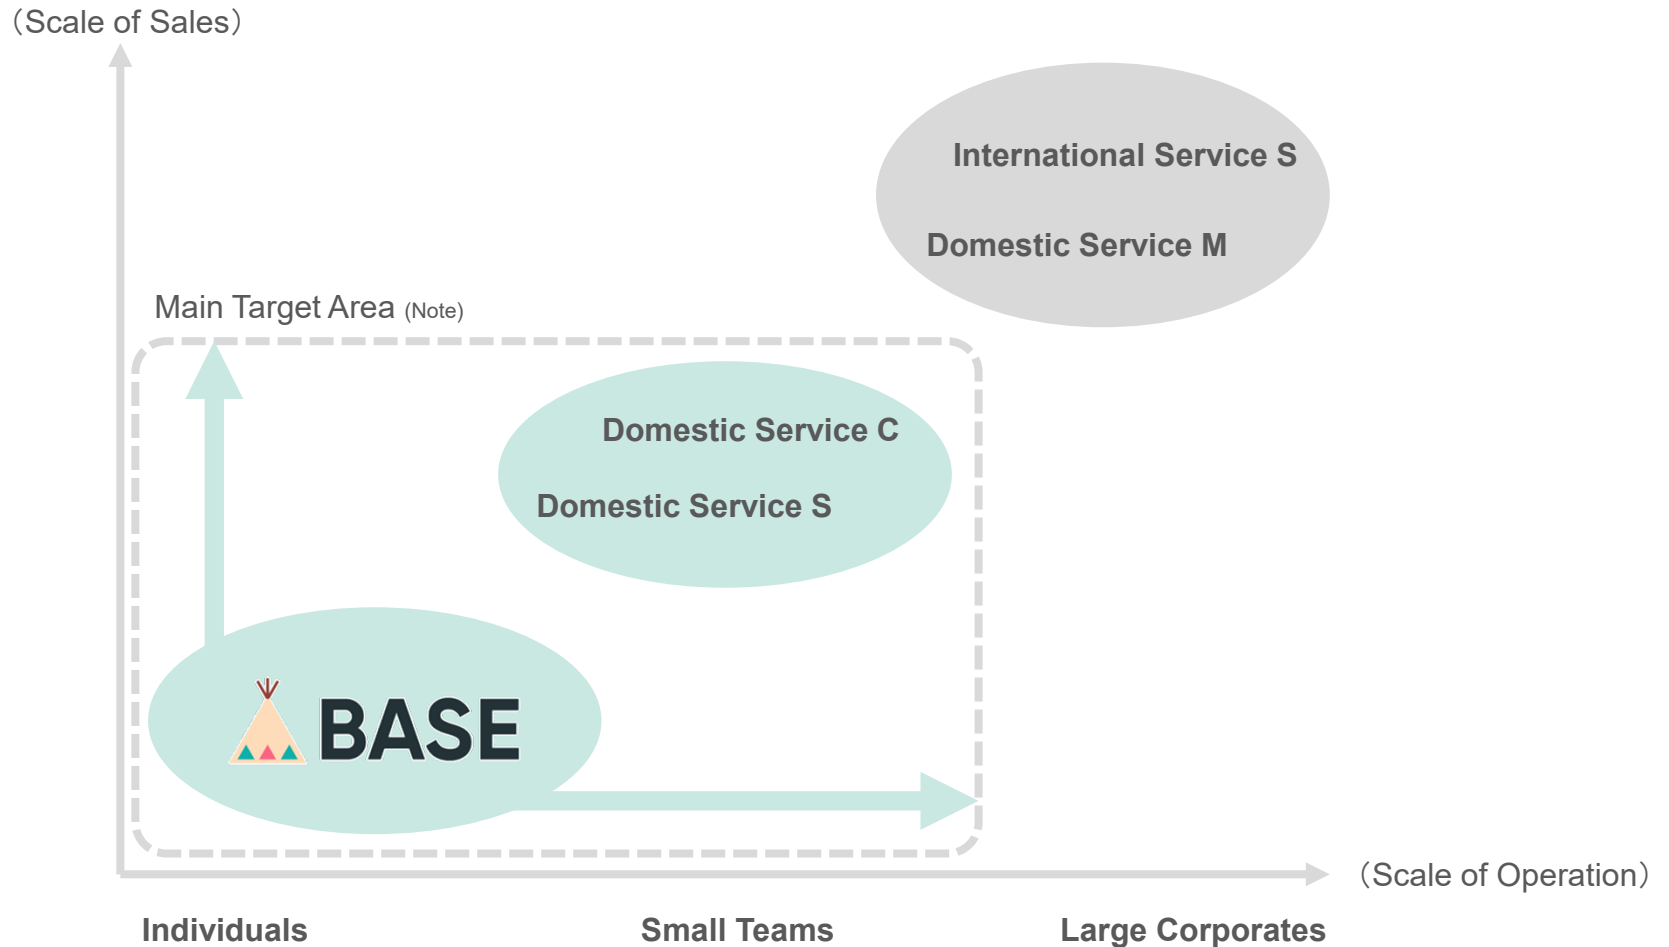 （Scale of Sales）
International Service S
Domestic Service M
Main Target Area (Note)
Domestic Service C
Domestic Service S
BASE
（Scale of Operation）
Individuals Small Teams Large Corporates